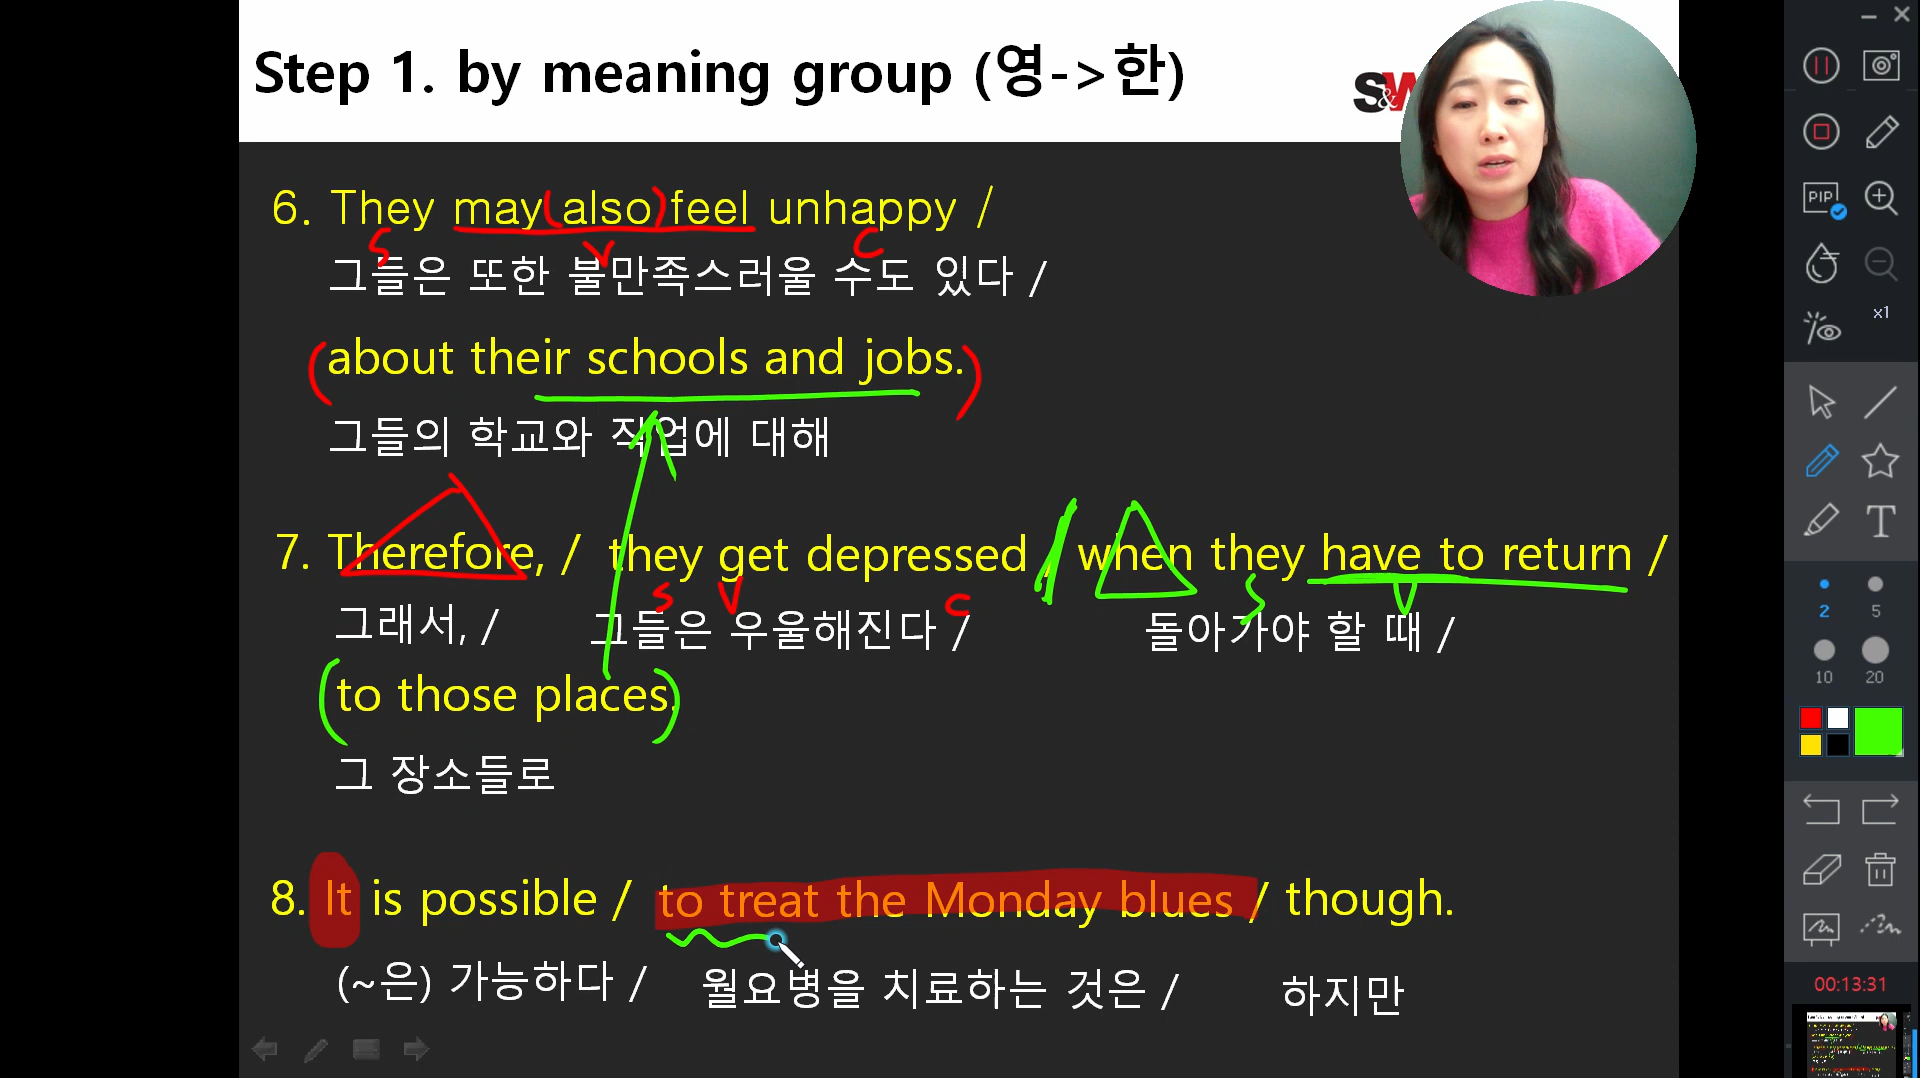 Step 1. by meaning group (영->한)
S&
6. They may (also) feel unhappy /
S V C
그들은 또한 불만족스러울 수도 있다 /
(about their schools and jobs.)
그들의 학교와 직업에 대해
7. Therefore, / they get depressed / when they have to return /
S V C S V
그래서, / 그들은 우울해진다 / 돌아가야 할 때 /
(to those places.)
그 장소들로
8. It is possible / to treat the Monday blues / though.
(~은) 가능하다 / 월요병을 치료하는 것은 / 하지만
PIP
x1
T
2 5
10 20
00:13:31